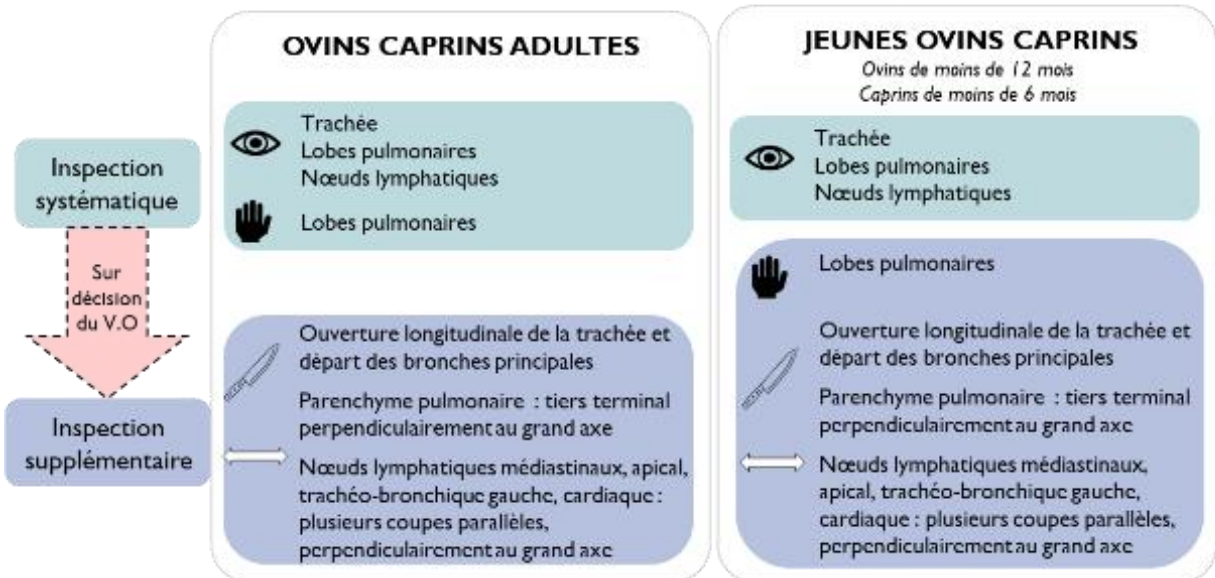 OVINS CAPRINS ADULTES
Trachée
Lobes pulmonaires
Nœuds lymphatiques
Lobes pulmonaires
Ouverture longitudinale de la trachée et
départ des bronches principales
Parenchyme pulmonaire : tiers terminal
perpendiculairement au grand axe
Nœuds lymphatiques médiastinaux, apical,
trachéo-bronchique gauche, cardiaque :
plusieurs coupes parallèles,
perpendiculairement au grand axe
JEUNES OVINS CAPRINS
Ovins de moins de 12 mois
Caprins de moins de 6 mois
Trachée
Lobes pulmonaires
Nœuds lymphatiques
Lobes pulmonaires
Ouverture longitudinale de la trachée et
départ des bronches principales
Parenchyme pulmonaire : tiers terminal
perpendiculairement au grand axe
Nœuds lymphatiques médiastinaux,
apical, trachéo-bronchique gauche,
cardiaque : plusieurs coupes parallèles,
perpendiculairement au grand axe
Inspection
systématique
Sur
décision
du V.O
Inspection
supplémentaire